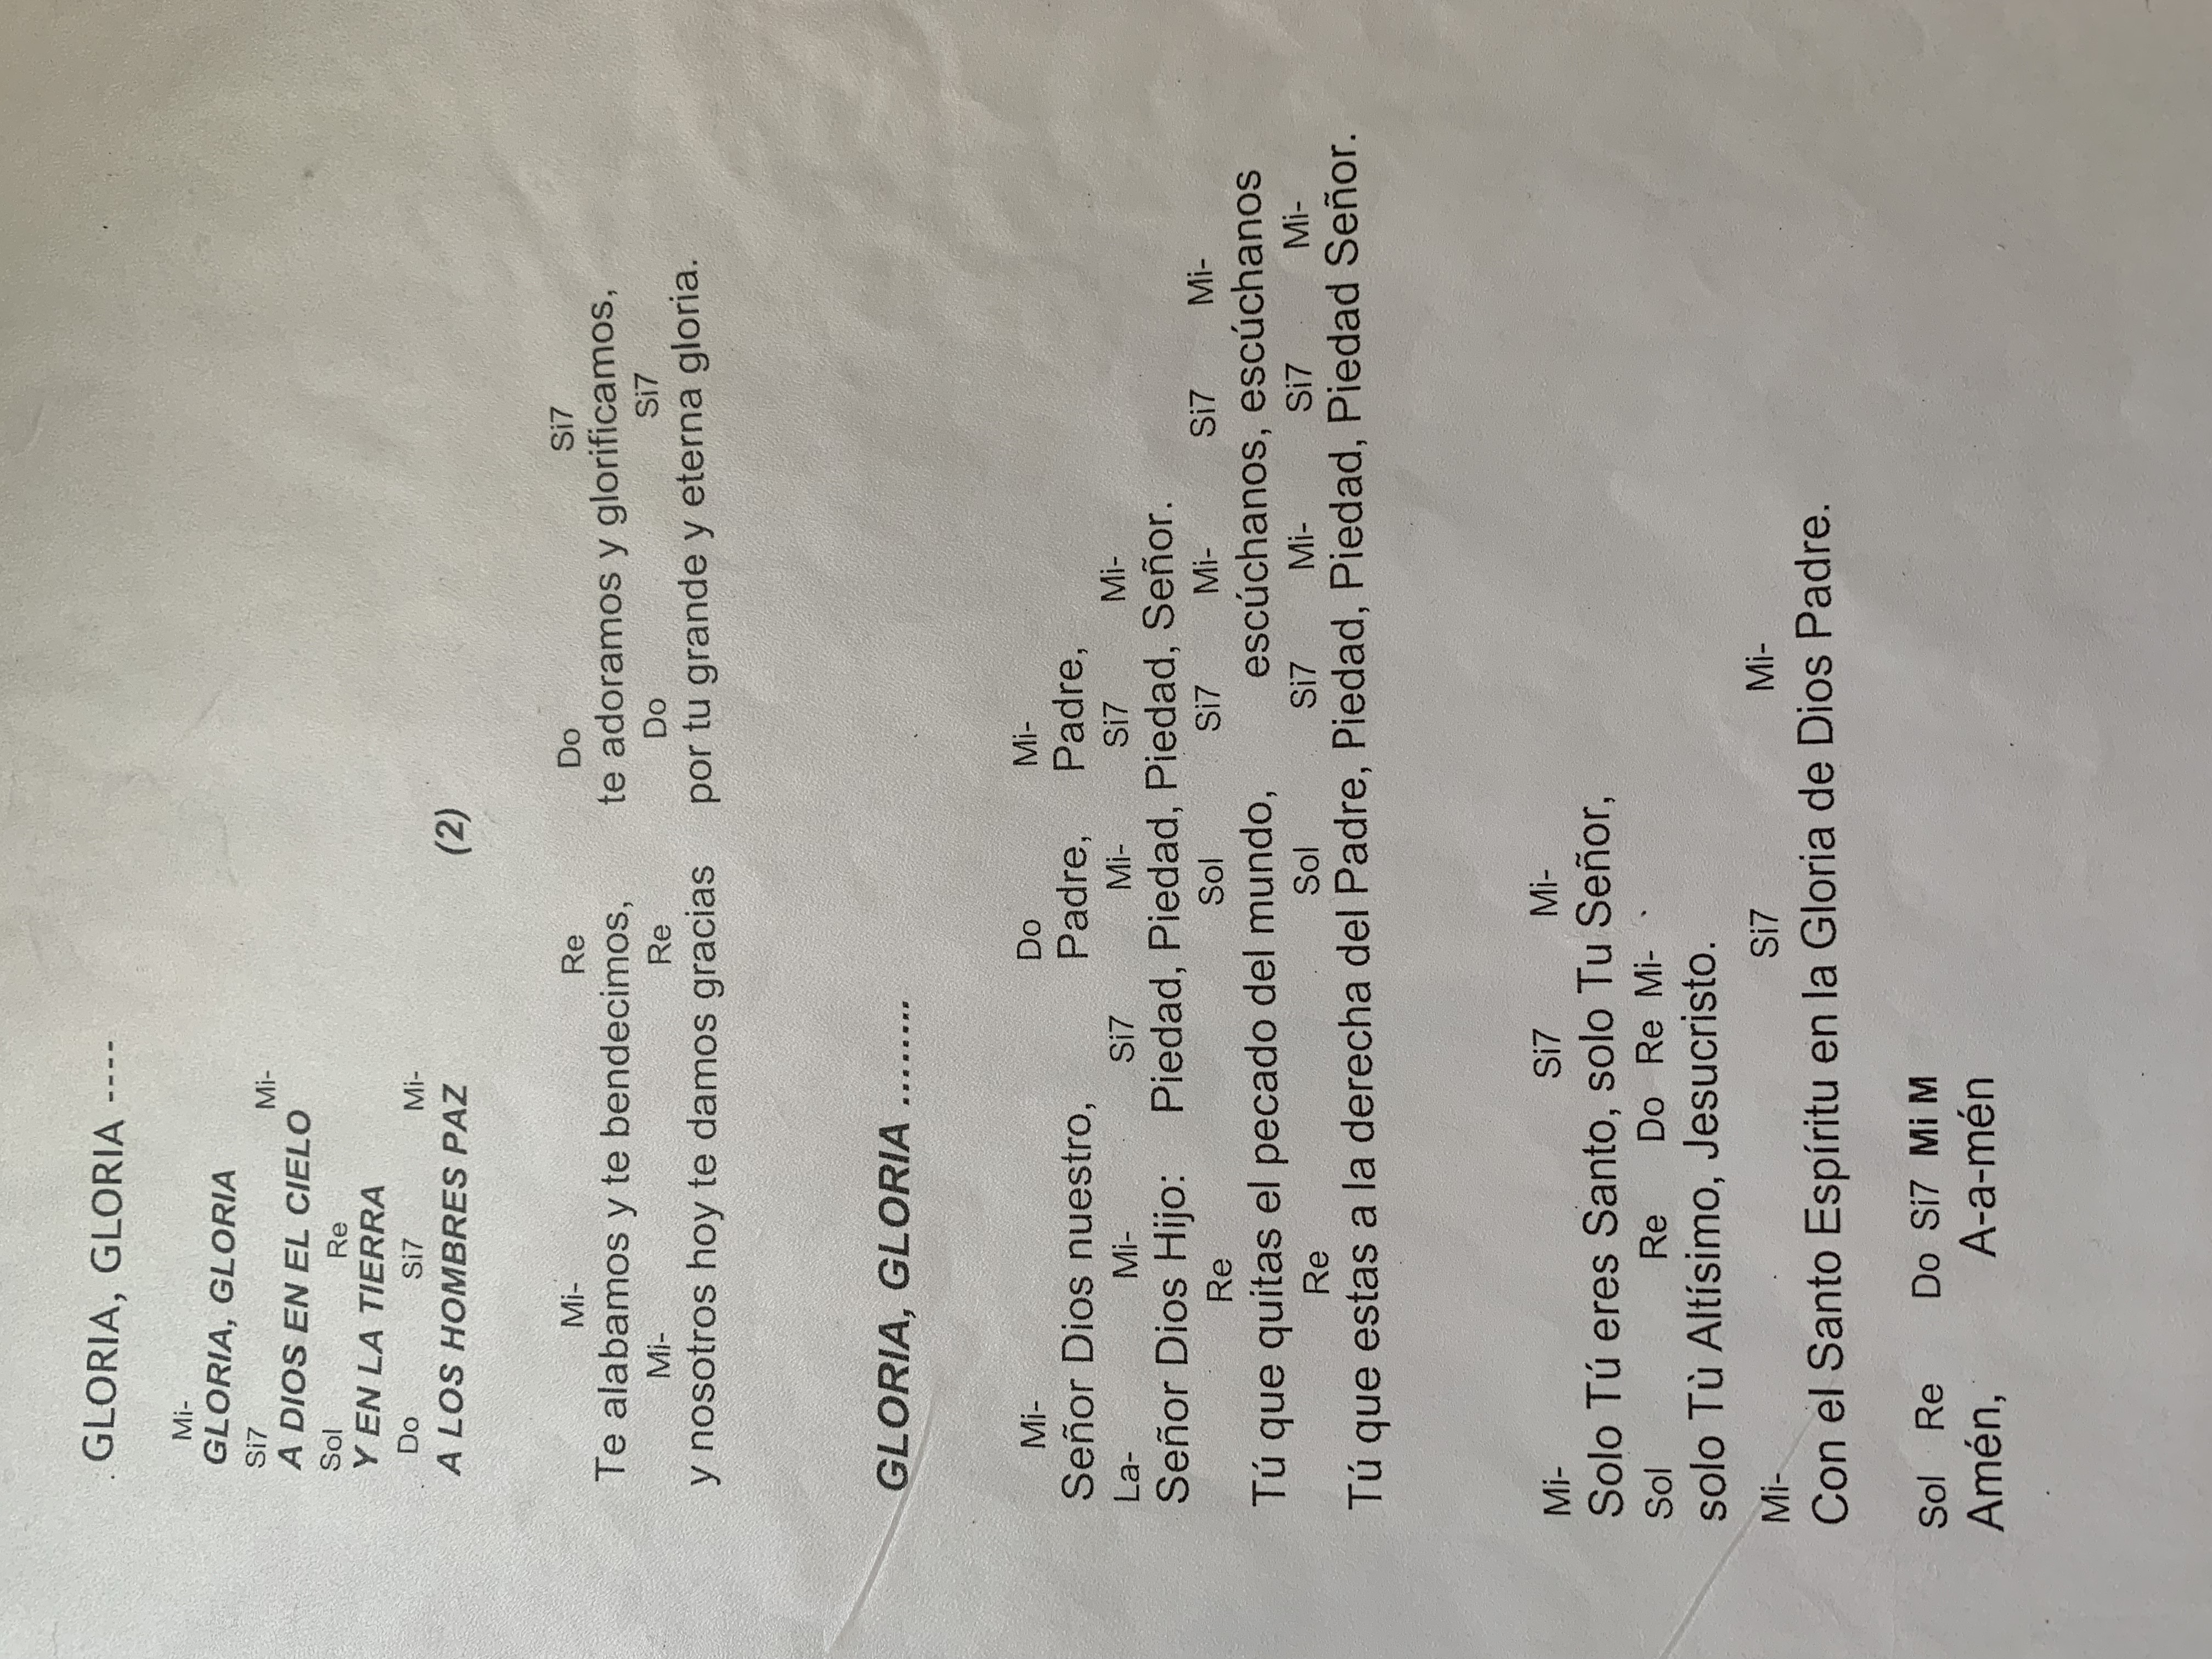 . GLORIA, GLORIA ----
Mi-
GLORIA, GLORIA
Si7 Mi-
A DIOS EN EL CIELO
Sol Re
Y EN LA TIERRA
Do Si7 Mi-
A LOS HOMBRES PAZ (2)
Mi- Re Do Si7
Te alabamos y te bendecimos, te adoramos y glorificamos,
Mi- Re Do Si7
y nosotros hoy te damos gracias por tu grande y eterna gloria.
GLORIA, GLORIA ........
Mi- Do Mi-
Señor Dios nuestro, Padre, Padre,
La- Mi- Si7 Mi- Si7 Mi-
Señor Dios Hijo: Piedad, Piedad, Piedad, Señor.
Re Sol Si7 Mi- Si7 Mi-
Tú que quitas el pecado del mundo, escúchanos, escúchanos
Re Sol Si7 Mi- Si7 Mi-
Tú que estas a la derecha del Padre, Piedad, Piedad, Piedad Señor.
Mi- Si7 Mi-
Solo Tú eres Santo, solo Tu Señor,
Sol Re Do Re Mi-
solo Tù Altísimo, Jesucristo.
Mi- Si7 Mi-
Con el Santo Espíritu en la Gloria de Dios Padre.
Sol Re Do Si7 Mi M
Amén, A-a-mén